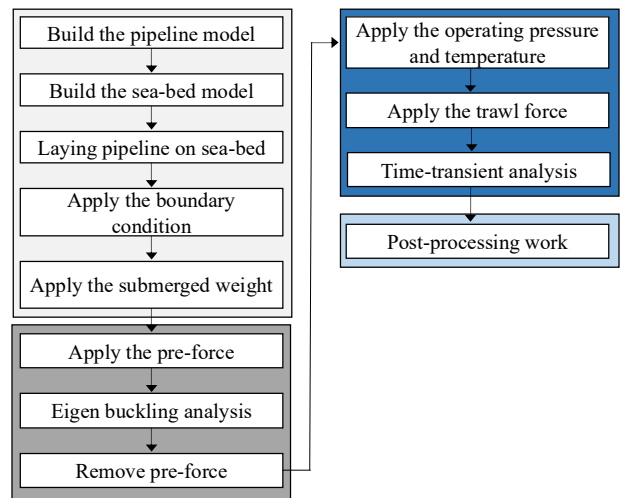 Build the pipeline model
Build the sea-bed model
Laying pipeline on sea-bed
Apply the boundary
condition
Apply the submerged weight
Apply the pre-force
Eigen buckling analysis
Remove pre-force
Apply the operating pressure
and temperature
Apply the trawl force
Time-transient analysis
Post-processing work